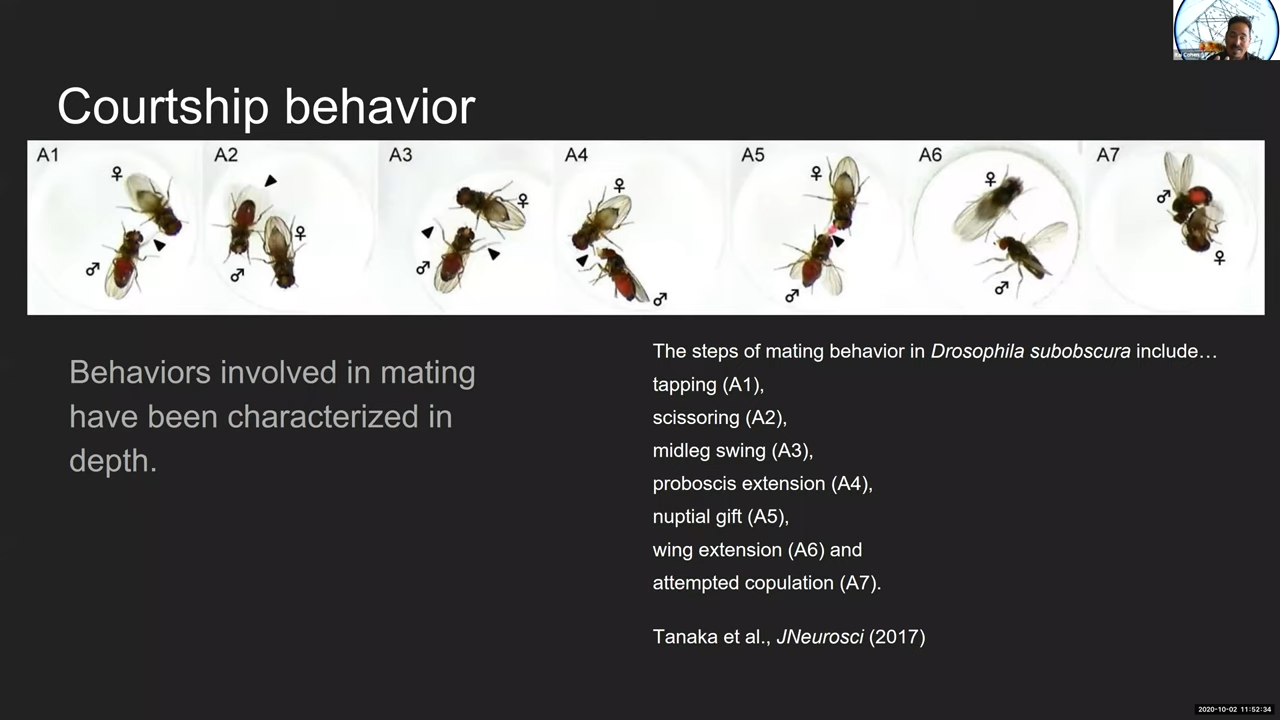 Courtship behavior
A1 A2 A3 A4 A5 A6 A7
♀ ♀ ♀ ♀ ♀ ♀ ♂
♂ ♂ ♂ ♂ ♂ ♂ ♀
Behaviors involved in mating
have been characterized in
depth.
The steps of mating behavior in Drosophila subobscura include…
tapping (A1),
scissoring (A2),
midleg swing (A3),
proboscis extension (A4),
nuptial gift (A5),
wing extension (A6) and
attempted copulation (A7).
Tanaka et al., JNeurosci (2017)
2020-10-02 11:52:34